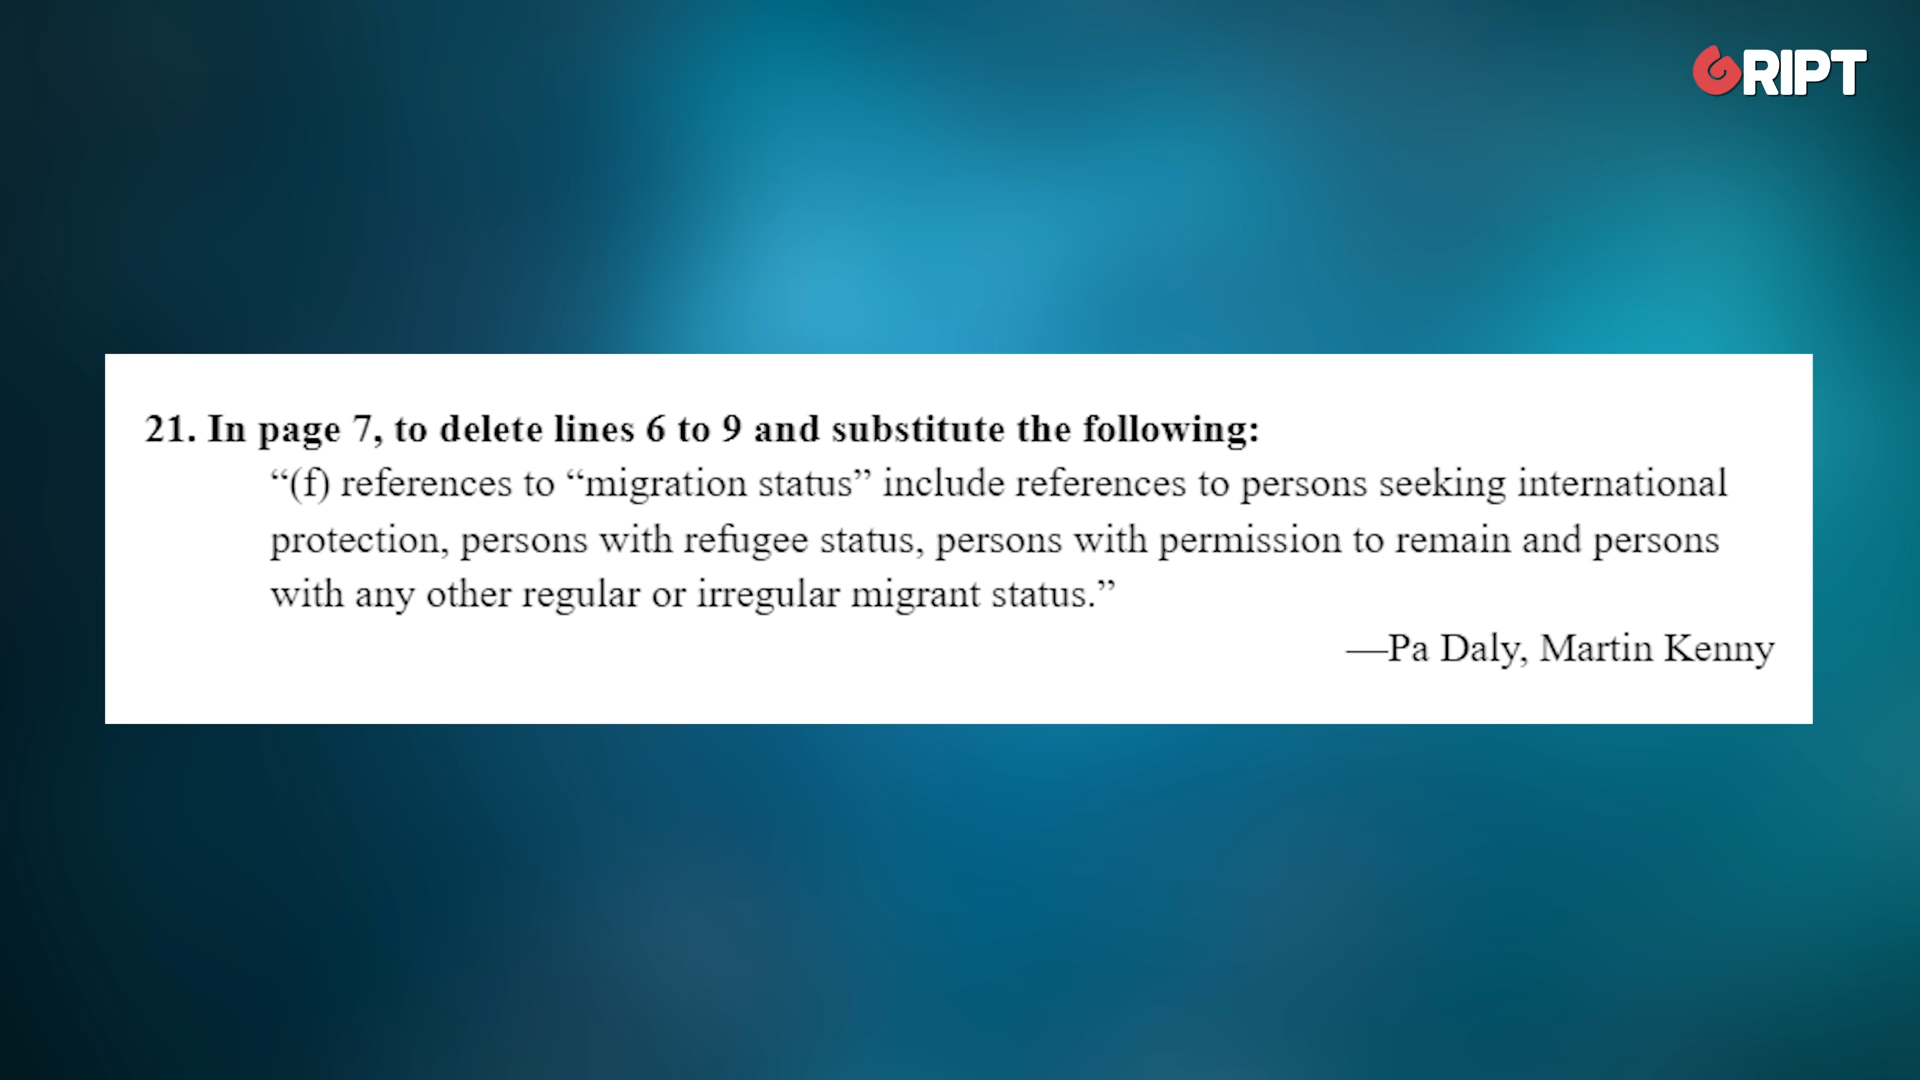 GRIPT
21. In page 7, to delete lines 6 to 9 and substitute the following:
“(f) references to “migration status” include references to persons seeking international
protection, persons with refugee status, persons with permission to remain and persons
with any other regular or irregular migrant status.”
—Pa Daly, Martin Kenny